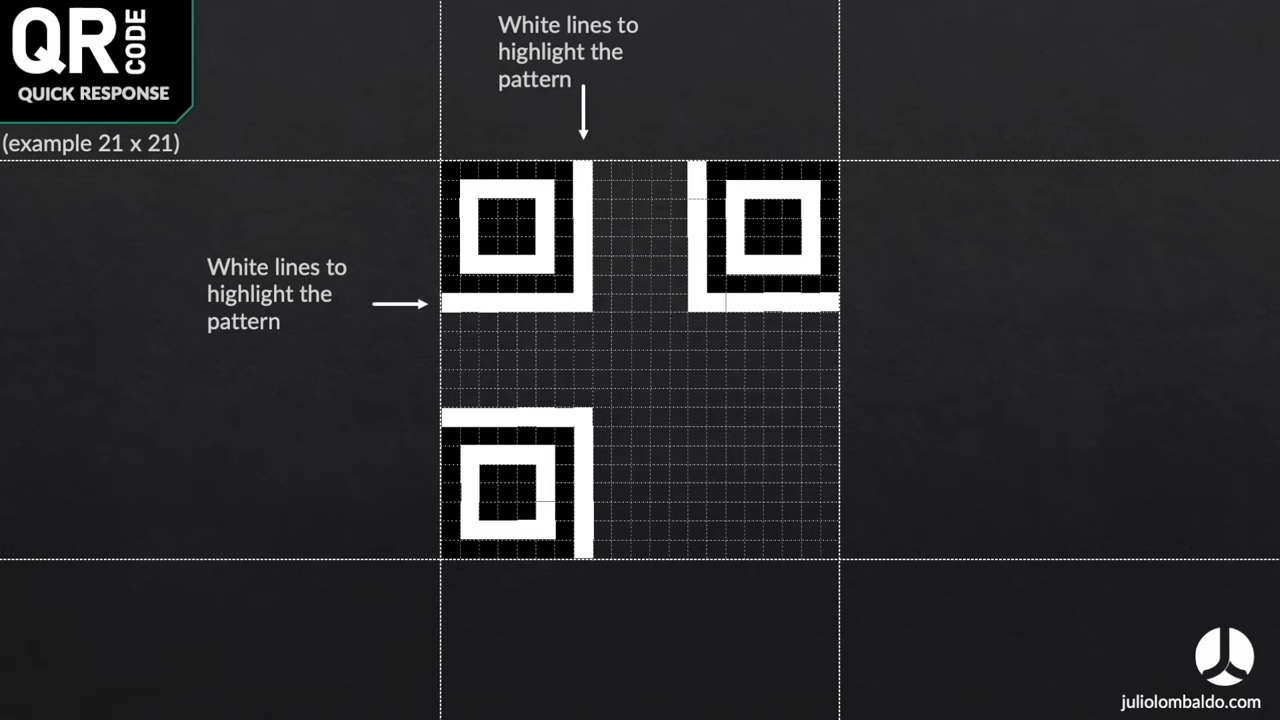 QR CODE
QUICK RESPONSE
(example 21 x 21)
White lines to
highlight the
pattern
White lines to
highlight the
pattern
juliolombaldo.com